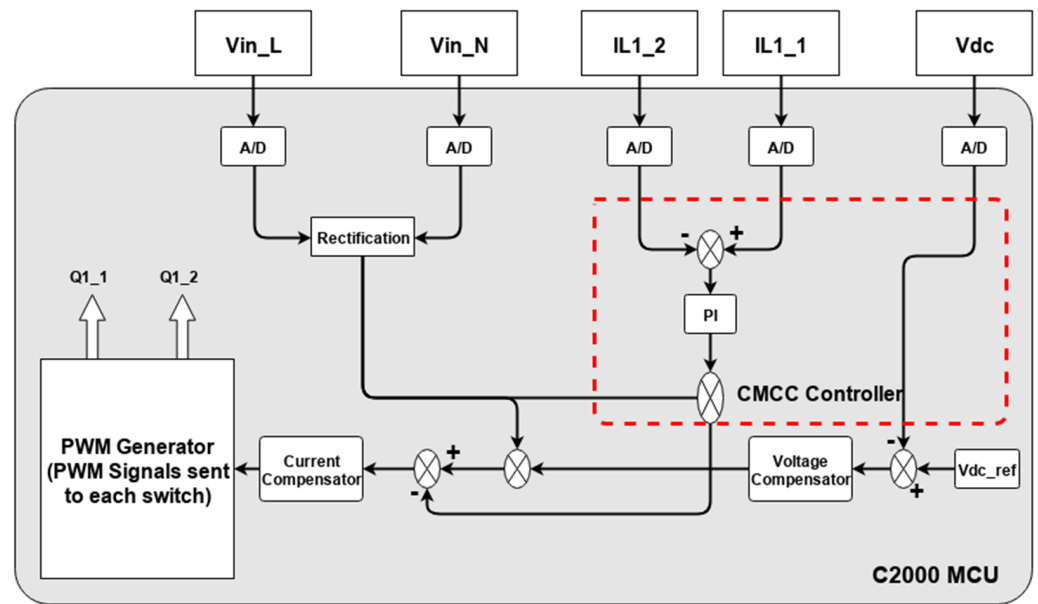 Vin_L
Vin_N
IL1_2
IL1_1
Vdc
A/D
A/D
A/D
A/D
A/D
Rectification
-
+
Q1_1
Q1_2
PI
CMCC Controller
PWM Generator
(PWM Signals sent
to each switch)
Current
Compensator
+
-
Voltage
Compensator
-
+
Vdc_ref
C2000 MCU